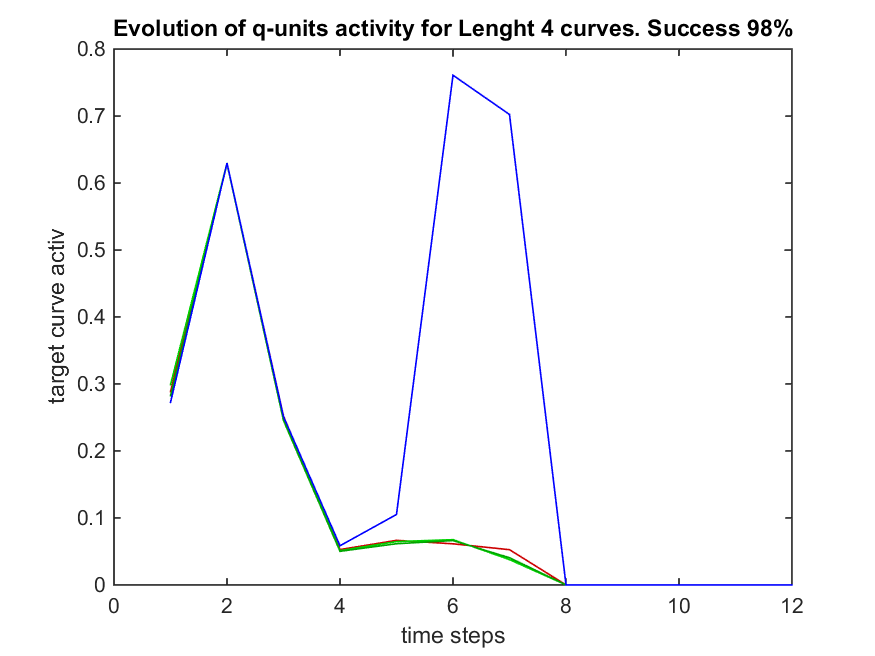 Evolution of q-units activity for Lenght 4 curves. Success 98%
0.8
0.7
0.6
0.5
0.4
0.3
0.2
0.1
0
target curve activ
0 2 4 6 8 10 12
time steps